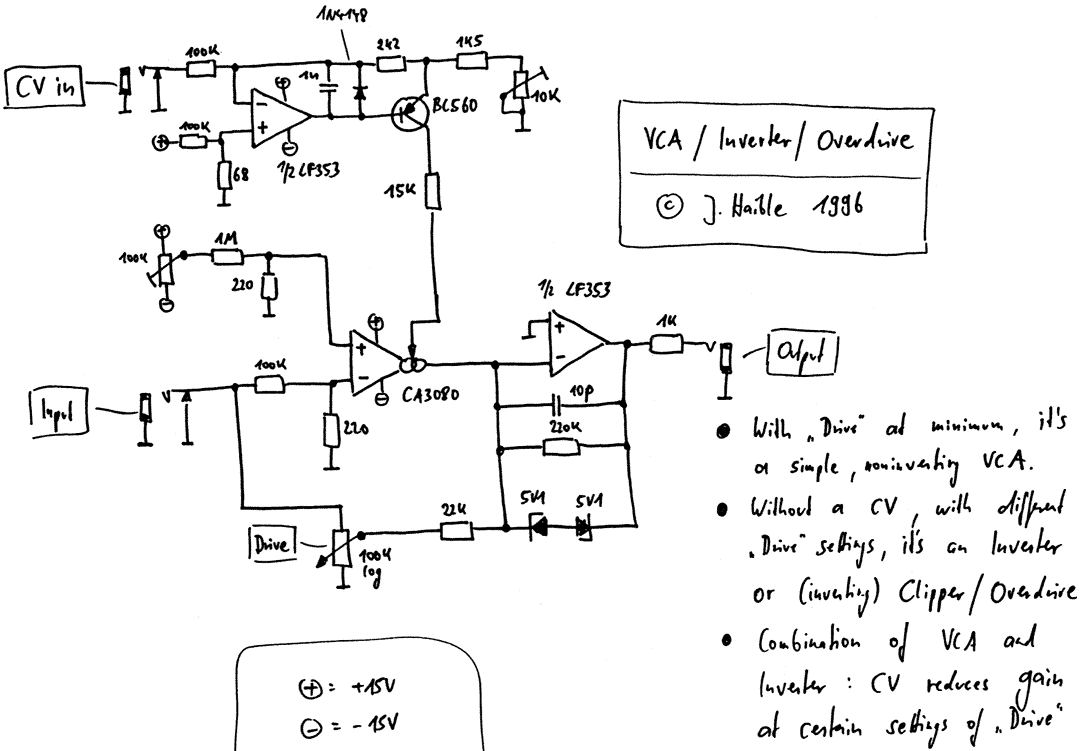 1N4148
100K
2K2
1K5
CV in
1n
BC560
10K
100K
68
1/2 LF353
15K
VCA / Inverter / Overdrive
© J. Haible 1996
100K
1M
220
1/2 LF353
1K
Output
100K
CA3080
10p
Input
220
220K
5V1
5V1
22K
Drive
100K
log
● With „Drive" at minimum, it's
a simple, noninverting VCA.
● Without a CV, with different
„Drive" settings, it's an Inverter
or (inverting) Clipper / Overdrive
● Combination of VCA and
Inverter : CV reduces gain
at certain settings of „Drive"
⊕ = +15V
⊖ = -15V